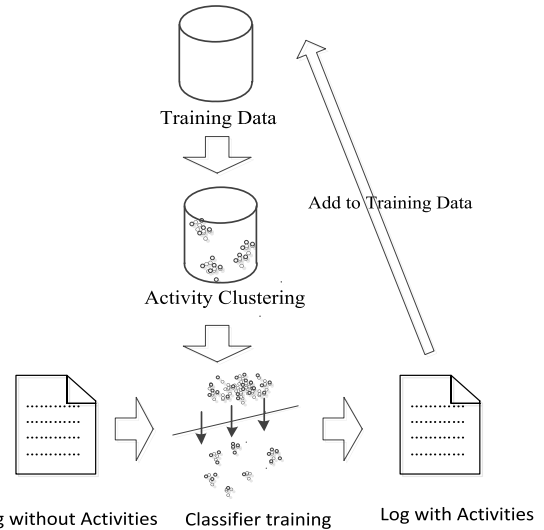 Training Data
Add to Training Data
Activity Clustering
g without Activities
Classifier training
Log with Activities